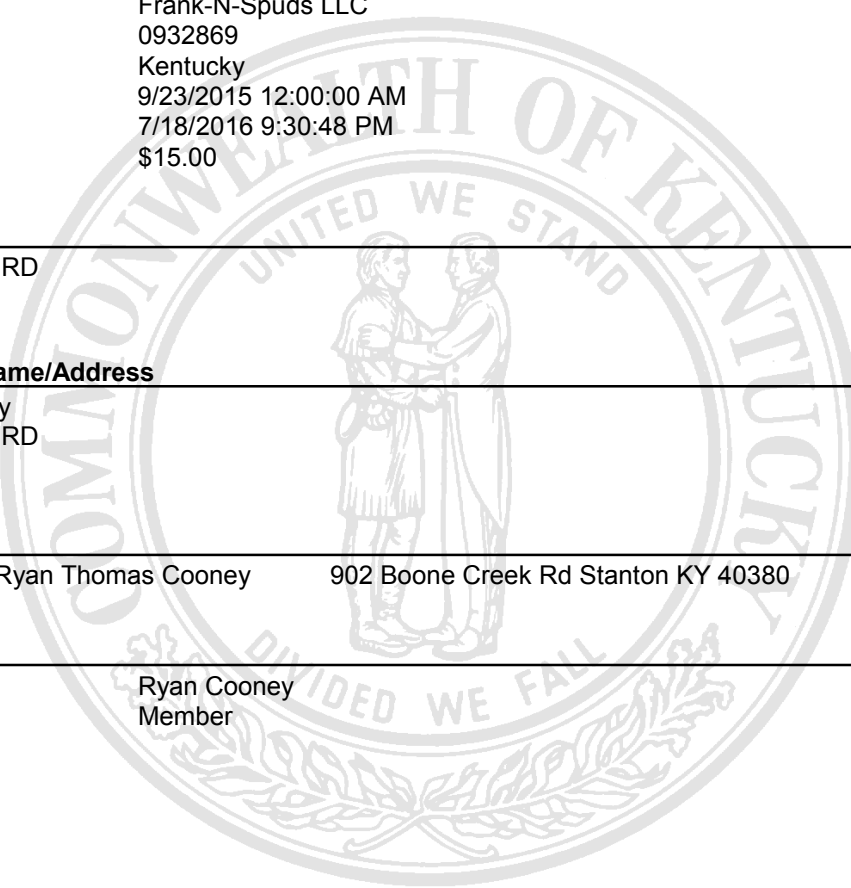 Frank-N-Spuds LLC
0932869
Kentucky
9/23/2015 12:00:00 AM
7/18/2016 9:30:48 PM
$15.00
COMMONWEALTH OF KENTUCKY
UNITED WE STAND
RD
ame/Address
y
RD
Ryan Thomas Cooney 902 Boone Creek Rd Stanton KY 40380
DIVIDED WE FALL
Ryan Cooney
Member